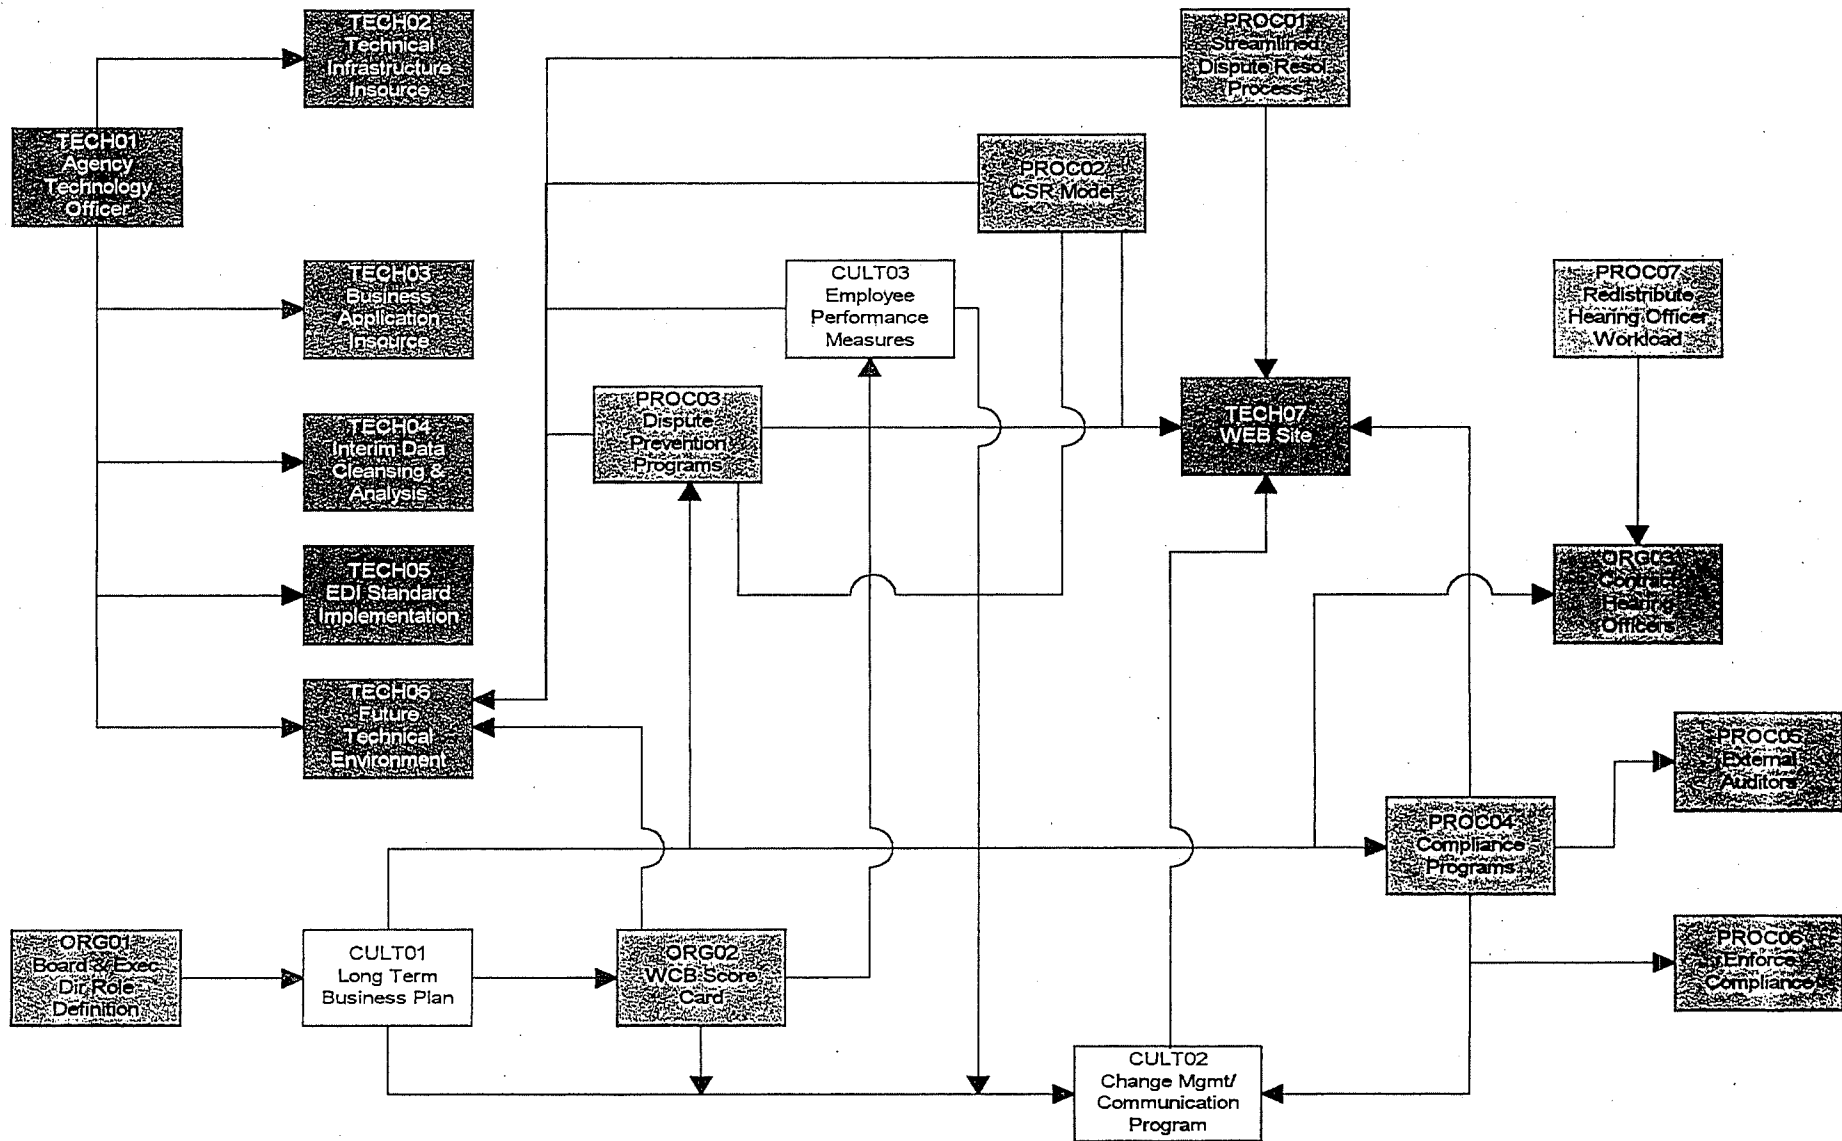 TECH02
Technical
Infrastructure
Insource
PROC01
Streamlined
Dispute Resol
Process
TECH01
Agency
Technology
Officer
PROC02
CSR Model
TECH03
Business
Application
Insource
CULT03
Employee
Performance
Measures
PROC07
Redistribute
Hearing Officer
Workload
PROC03
Dispute
Prevention
Programs
TECH07
WEB Site
TECH04
Interim Data
Cleansing &
Analysis
TECH05
EDI Standard
Implementation
ORG03
Contract
Hearing
Officers
TECH06
Future
Technical
Environment
PROC05
External
Auditors
PROC04
Compliance
Programs
ORG01
Board & Exec
Dir Role
Definition
CULT01
Long Term
Business Plan
ORG02
WCB Score
Card
PROC06
Enforce
Compliance
CULT02
Change Mgmt/
Communication
Program